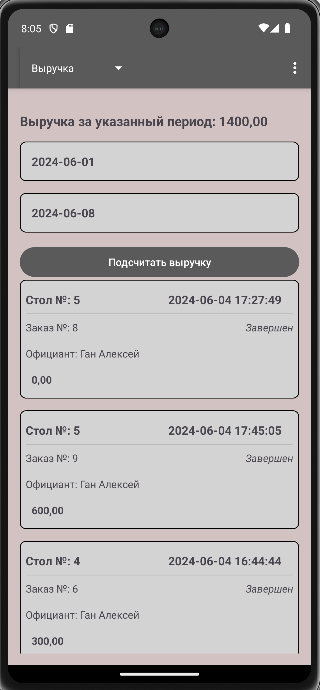 8:05
Выручка
Выручка за указанный период: 1400,00
2024-06-01
2024-06-08
Подсчитать выручку
Стол №: 5 2024-06-04 17:27:49
Заказ №: 8 Завершен
Официант: Ган Алексей
0,00
Стол №: 5 2024-06-04 17:45:05
Заказ №: 9 Завершен
Официант: Ган Алексей
600,00
Стол №: 4 2024-06-04 16:44:44
Заказ №: 6 Завершен
Официант: Ган Алексей
300,00